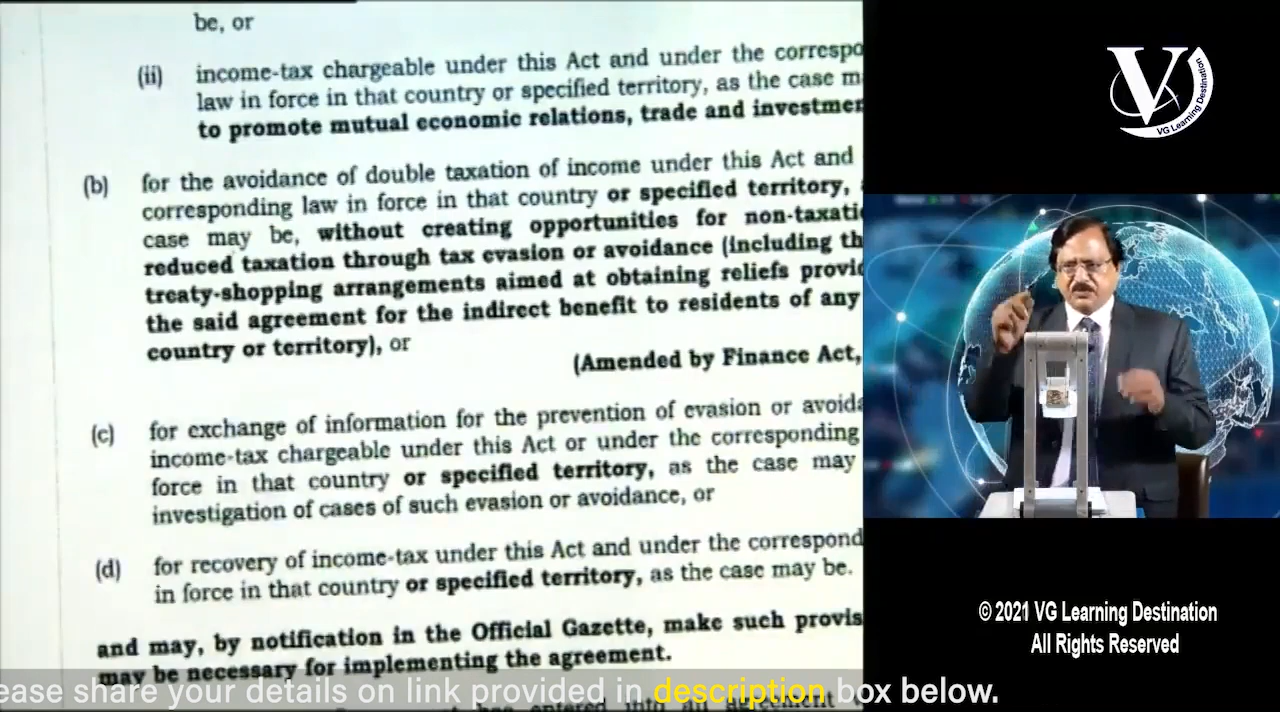 be, or
(ii) income-tax chargeable under this Act and under the correspo
law in force in that country or specified territory, as the case m
to promote mutual economic relations, trade and investmen
(b) for the avoidance of double taxation of income under this Act and
corresponding law in force in that country or specified territory,
case may be, without creating opportunities for non-taxatio
reduced taxation through tax evasion or avoidance (including th
treaty-shopping arrangements aimed at obtaining reliefs provid
the said agreement for the indirect benefit to residents of any
country or territory), or
(Amended by Finance Act,
(c) for exchange of information for the prevention of evasion or avoida
income-tax chargeable under this Act or under the corresponding
force in that country or specified territory, as the case may
investigation of cases of such evasion or avoidance, or
(d) for recovery of income-tax under this Act and under the correspond
in force in that country or specified territory, as the case may be.
and may, by notification in the Official Gazette, make such provis
may be necessary for implementing the agreement.
ease share your details on link provided in description box below.
V
VG Learning Destination
© 2021 VG Learning Destination
All Rights Reserved